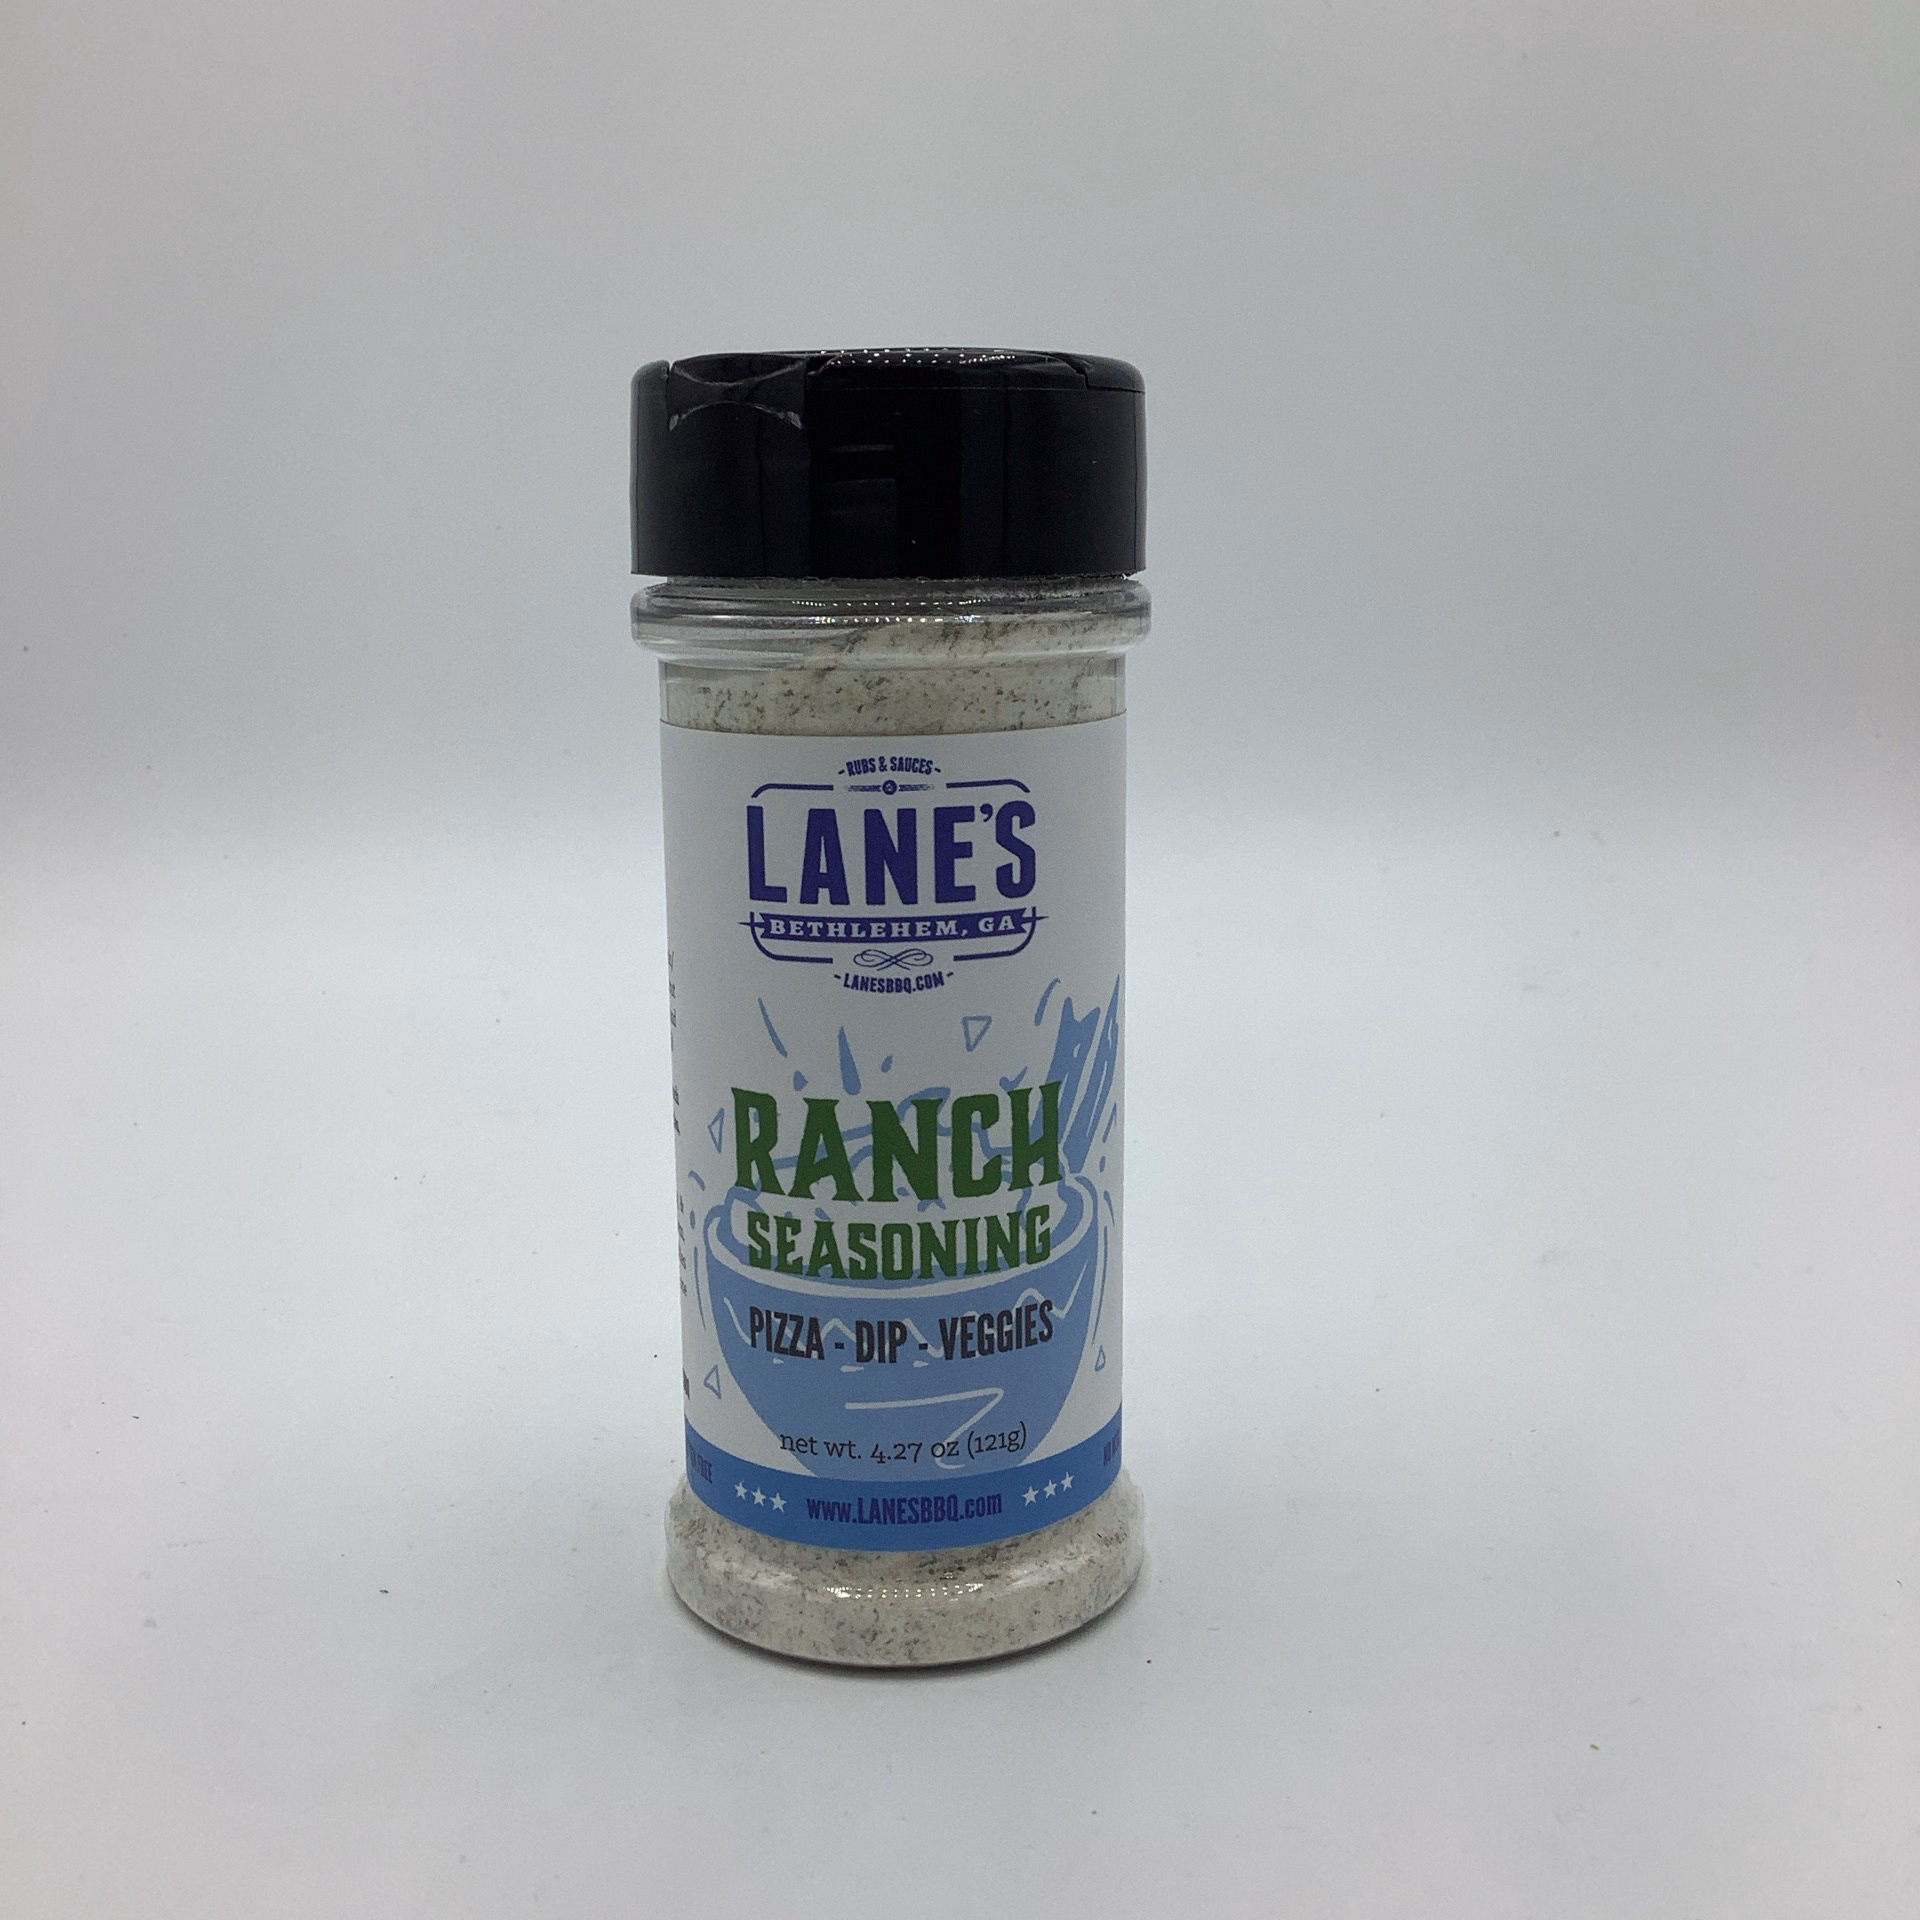 -RUBS & SAUCES-
LANE'S
BETHLEHEM, GA
-LANESBBQ.COM-
RANCH
SEASONING
PIZZA - DIP - VEGGIES
net wt. 4.27 oz (121g)
FREE
www.LANESBBQ.com